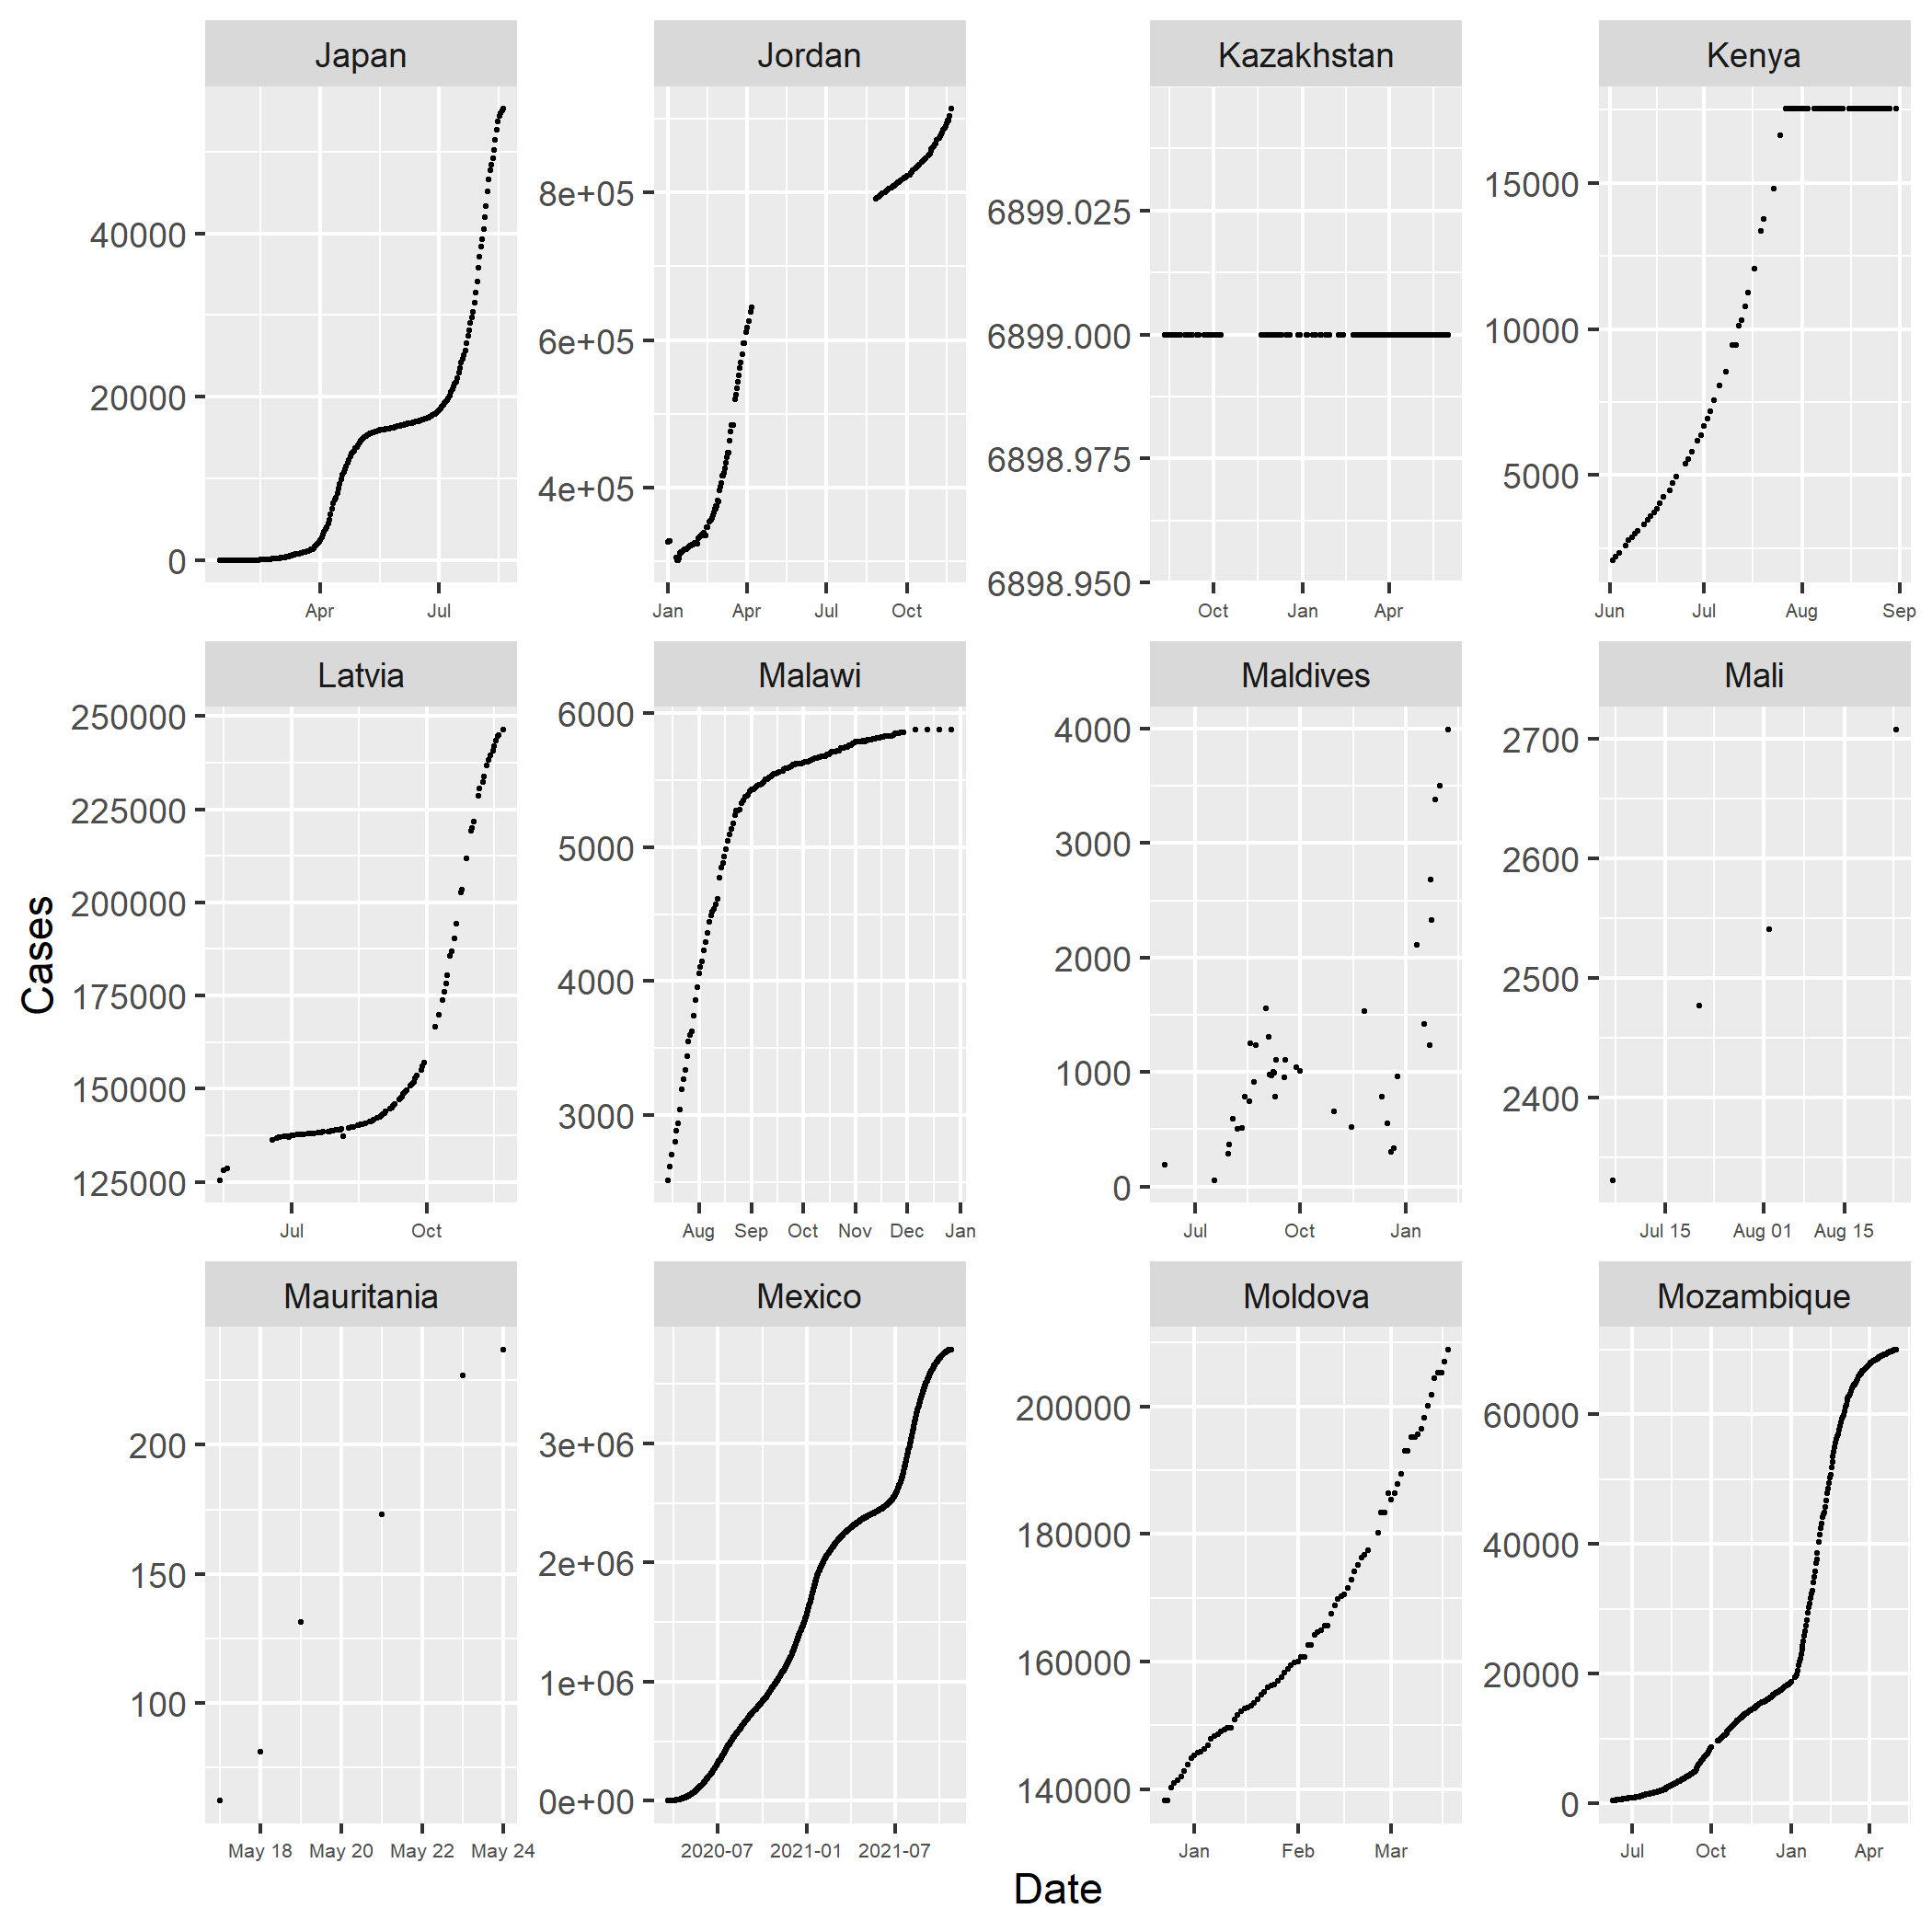 Japan Jordan Kazakhstan Kenya
40000
20000
0
8e+05
6e+05
4e+05
6899.025
6899.000
6898.975
6898.950
15000
10000
5000
Apr Jul
Jan Apr Jul Oct
Oct Jan Apr
Jun Jul Aug Sep
Latvia Malawi Maldives Mali
250000
225000
200000
175000
150000
125000
6000
5000
4000
3000
4000
3000
2000
1000
0
2700
2600
2500
2400
Jul Oct
Aug Sep Oct Nov Dec Jan
Jul Oct Jan
Jul 15 Aug 01 Aug 15
Mauritania Mexico Moldova Mozambique
200
150
100
3e+06
2e+06
1e+06
0e+00
200000
180000
160000
140000
60000
40000
20000
0
May 18 May 20 May 22 May 24
2020-07 2021-01 2021-07
Jan Feb Mar
Jul Oct Jan Apr
Cases
Date